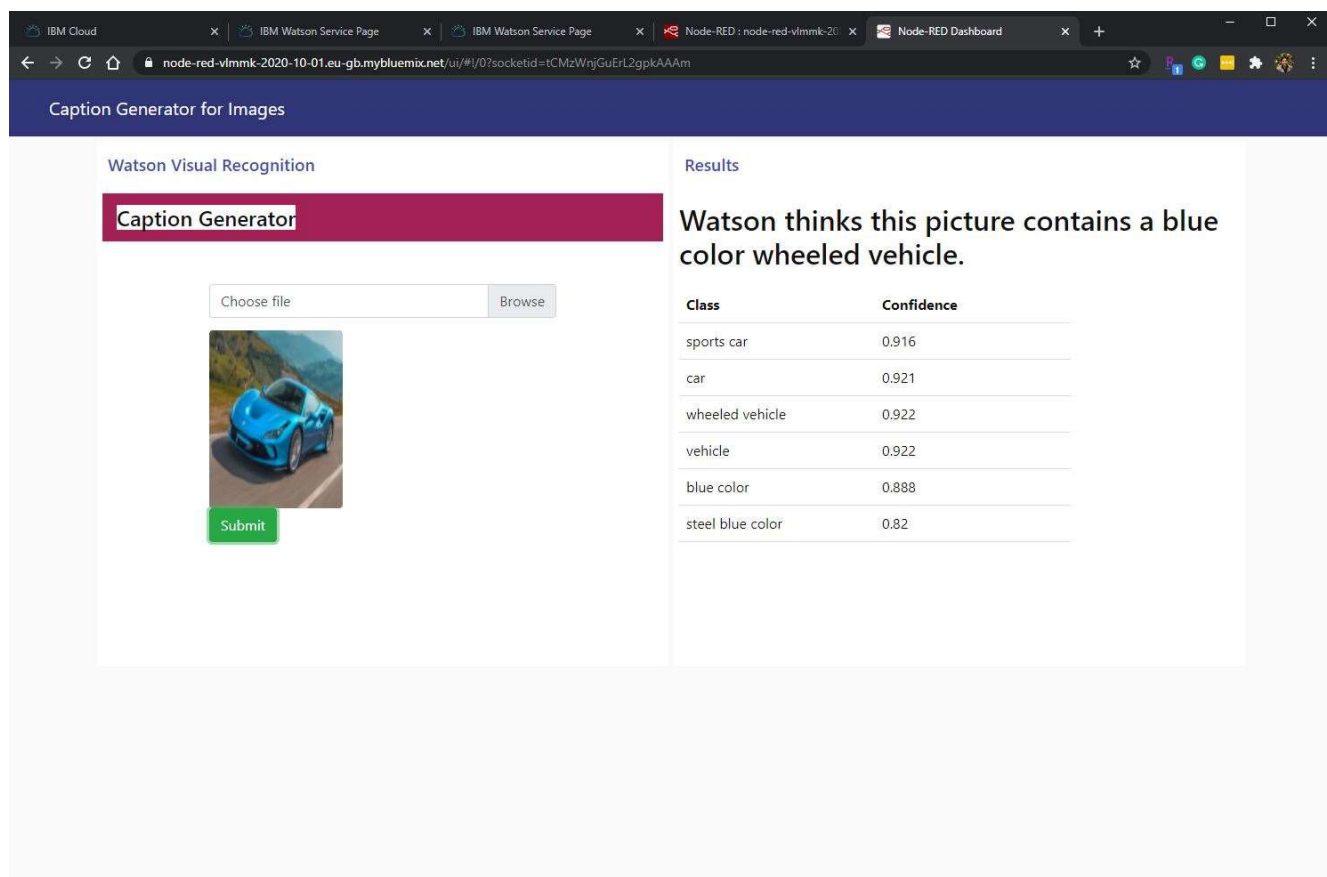 IBM Cloud
IBM Watson Service Page
IBM Watson Service Page
Node-RED : node-red-vlmmk-20
Node-RED Dashboard
node-red-vlmmk-2020-10-01.eu-gb.mybluemix.net/ui/#!/0?socketid=tCMzWnjGuErL2gpkAAAm
Caption Generator for Images
Watson Visual Recognition
Caption Generator
Choose file Browse
Submit
Results
Watson thinks this picture contains a blue
color wheeled vehicle.
Class Confidence
sports car 0.916
car 0.921
wheeled vehicle 0.922
vehicle 0.922
blue color 0.888
steel blue color 0.82